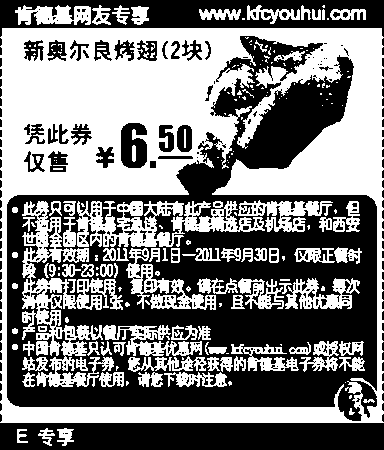 肯德基网友专享 www.kfcyouhui.com
新奥尔良烤翅(2块)
凭此券
仅售 ¥6.50
• 此券只可以用于中国大陆有此产品供应的肯德基餐厅，但
不适用于肯德基宅急送、肯德基精选店及机场店，和西安
世园会园区内的肯德基餐厅。
• 此券有效期：2011年9月1日—2011年9月30日，仅限正餐时
段 (9:30-23:00) 使用。
• 此券需打印使用，复印有效。请在点餐前出示此券。每次
消费仅限使用1张。不做现金使用，且不能与其他优惠同
时使用。
• 产品和包装以餐厅实际供应为准
• 中国肯德基只认可肯德基优惠网(www.kfcyouhui.com)或授权网
站发布的电子券，您从其他途径获得的肯德基电子券将不能
在肯德基餐厅使用，请您下载时注意。
E 专享